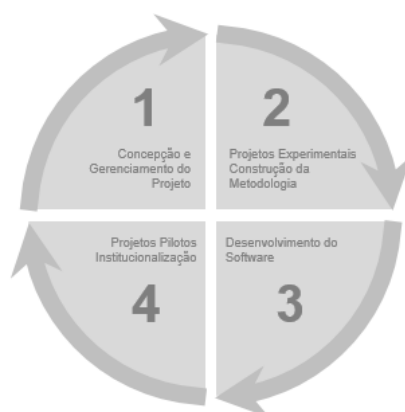 1
Concepção e
Gerenciamento do
Projeto
2
Projetos Experimentais
Construção da
Metodologia
Desenvolvimento do
Software
3
Projetos Pilotos
Institucionalização
4